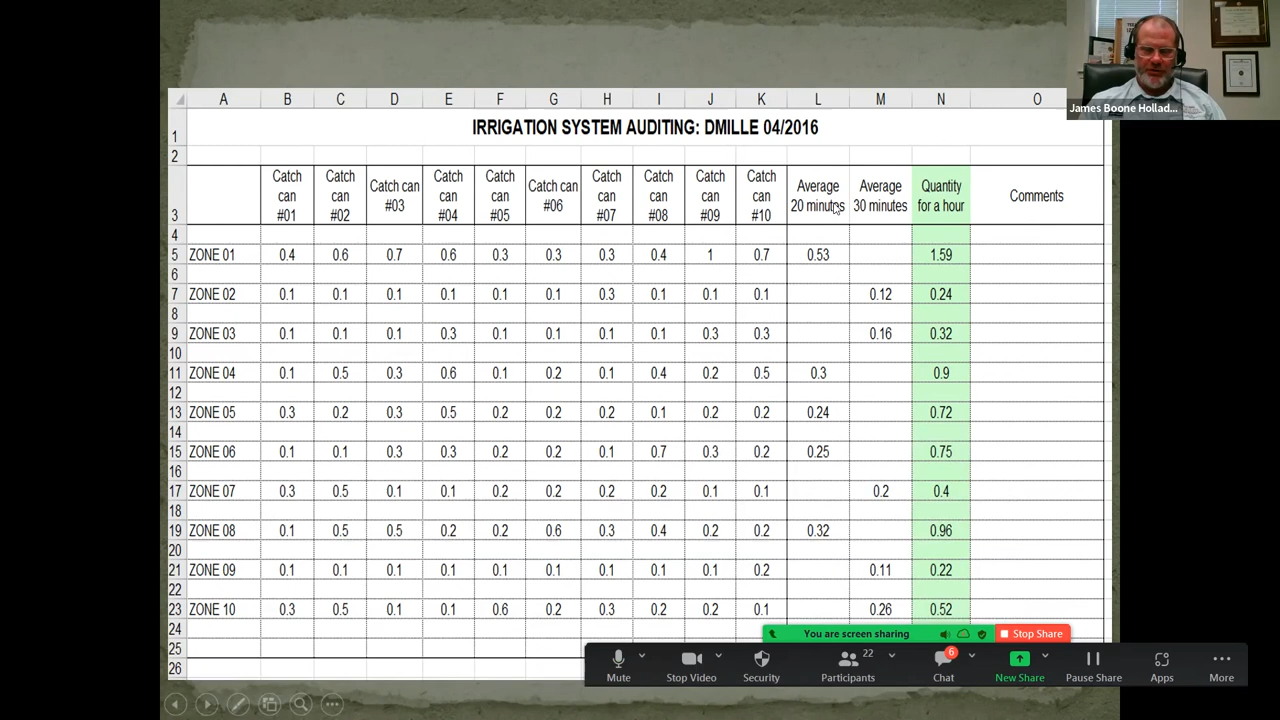 James Boone Hollad...
A B C D E F G H I J K L M N O
1 IRRIGATION SYSTEM AUDITING: DMILLE 04/2016
2
3 Catch can #01 Catch can #02 Catch can #03 Catch can #04 Catch can #05 Catch can #06 Catch can #07 Catch can #08 Catch can #09 Catch can #10 Average 20 minutes Average 30 minutes Quantity for a hour Comments
4
5 ZONE 01 0.4 0.6 0.7 0.6 0.3 0.3 0.3 0.4 1 0.7 0.53 1.59
6
7 ZONE 02 0.1 0.1 0.1 0.1 0.1 0.1 0.3 0.1 0.1 0.1 0.12 0.24
8
9 ZONE 03 0.1 0.1 0.1 0.3 0.1 0.1 0.1 0.1 0.3 0.3 0.16 0.32
10
11 ZONE 04 0.1 0.5 0.3 0.6 0.1 0.2 0.1 0.4 0.2 0.5 0.3 0.9
12
13 ZONE 05 0.3 0.2 0.3 0.5 0.2 0.2 0.2 0.1 0.2 0.2 0.24 0.72
14
15 ZONE 06 0.1 0.1 0.3 0.3 0.2 0.2 0.1 0.7 0.3 0.2 0.25 0.75
16
17 ZONE 07 0.3 0.5 0.1 0.1 0.2 0.2 0.2 0.2 0.1 0.1 0.2 0.4
18
19 ZONE 08 0.1 0.5 0.5 0.2 0.2 0.6 0.3 0.4 0.2 0.2 0.32 0.96
20
21 ZONE 09 0.1 0.1 0.1 0.1 0.1 0.1 0.1 0.1 0.1 0.2 0.11 0.22
22
23 ZONE 10 0.3 0.5 0.1 0.1 0.6 0.2 0.3 0.2 0.2 0.1 0.26 0.52
24
25
26
You are screen sharing Stop Share
22 6
Mute Stop Video Security Participants Chat New Share Pause Share Apps More